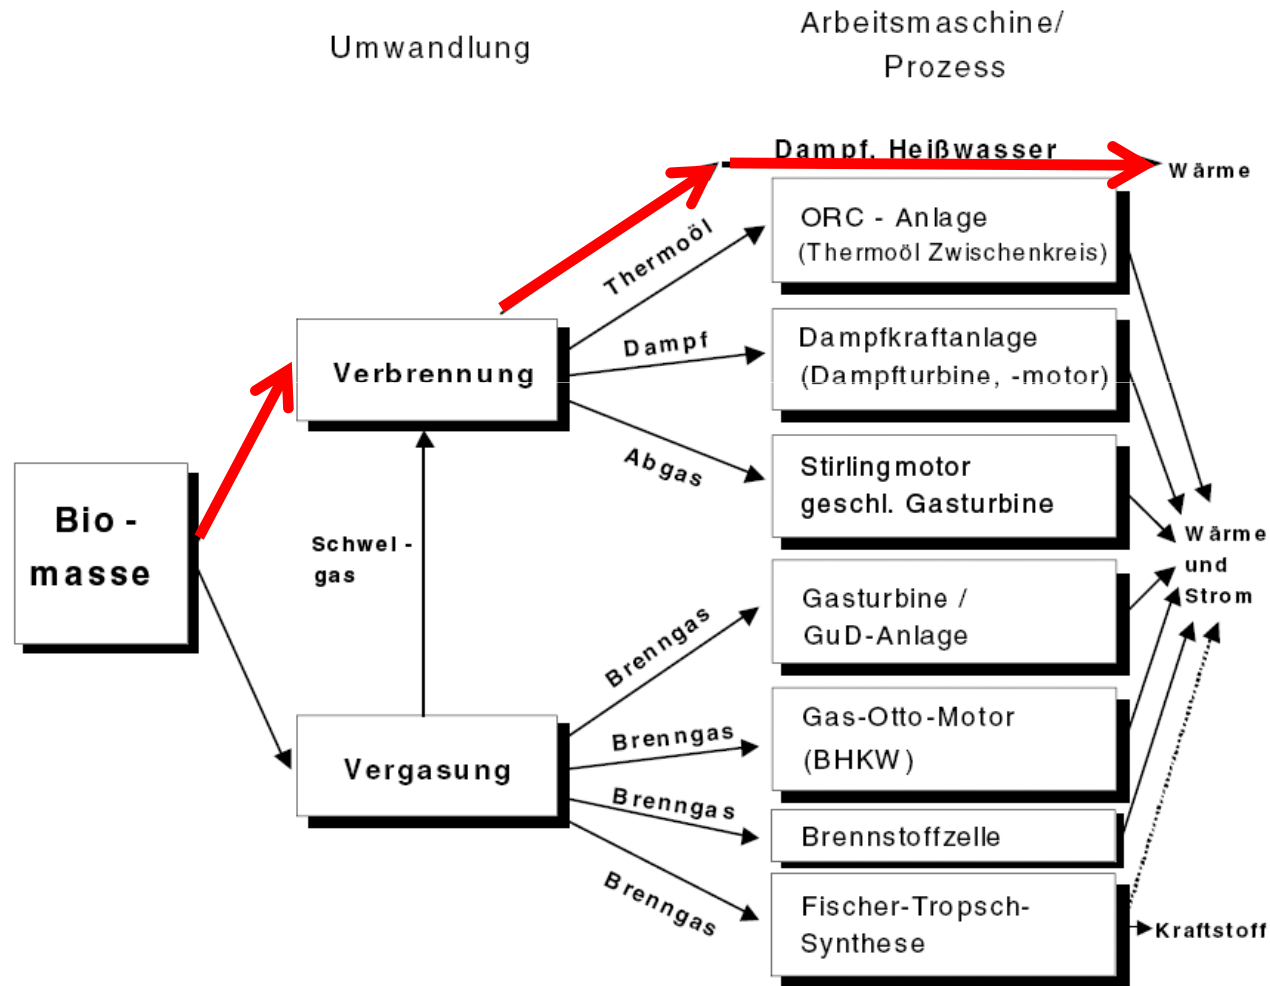 Umwandlung
Arbeitsmaschine/
Prozess
Dampf, Heißwasser
Wärme
Thermoöl
ORC - Anlage
(Thermoöl Zwischenkreis)
Verbrennung
Dampf
Dampfkraftanlage
(Dampfturbine, -motor)
Abgas
Stirlingmotor
geschl. Gasturbine
Bio -
masse
Schwel -
gas
Wärme
und
Strom
Brenngas
Gasturbine /
GuD-Anlage
Vergasung
Brenngas
Gas-Otto-Motor
(BHKW)
Brenngas
Brennstoffzelle
Brenngas
Fischer-Tropsch-
Synthese
Kraftstoff